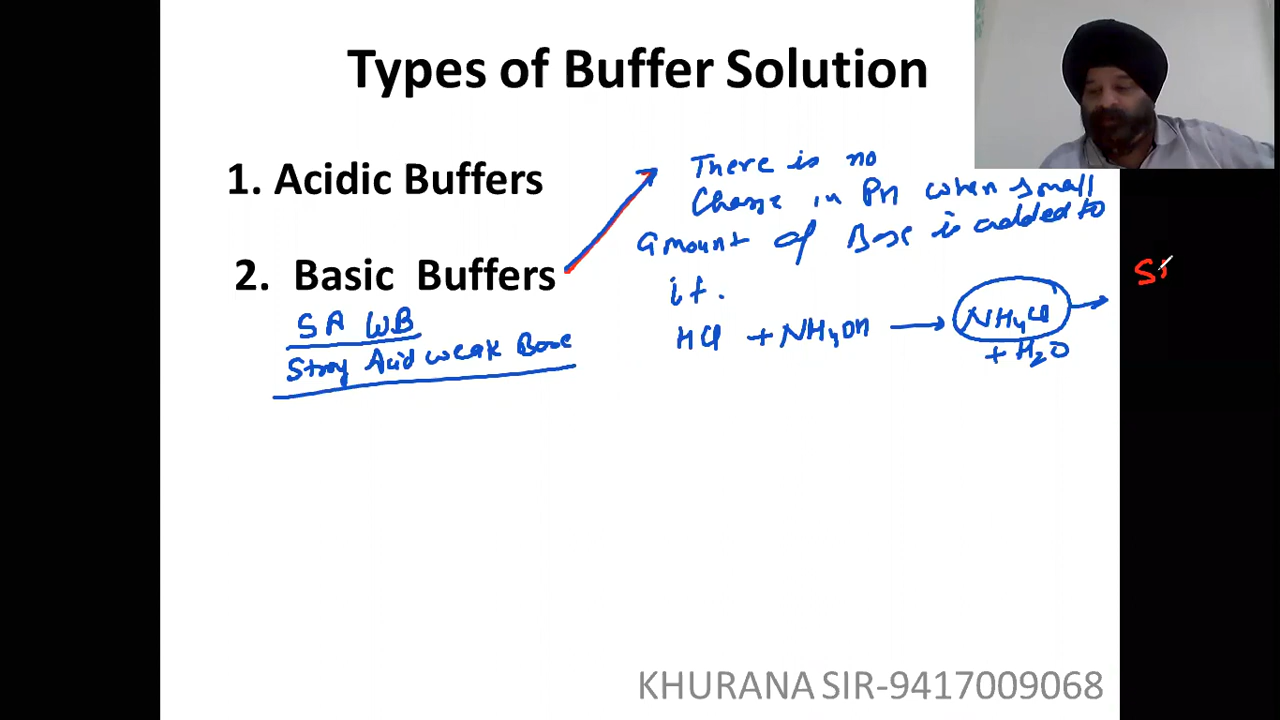 Types of Buffer Solution
1. Acidic Buffers
There is no
Change in PH when small
amount of Base is added to
it.
2. Basic Buffers
SA WB
Strong Acid weak Base
HCl + NH4OH → NH4Cl →
+ H2O
KHURANA SIR-9417009068